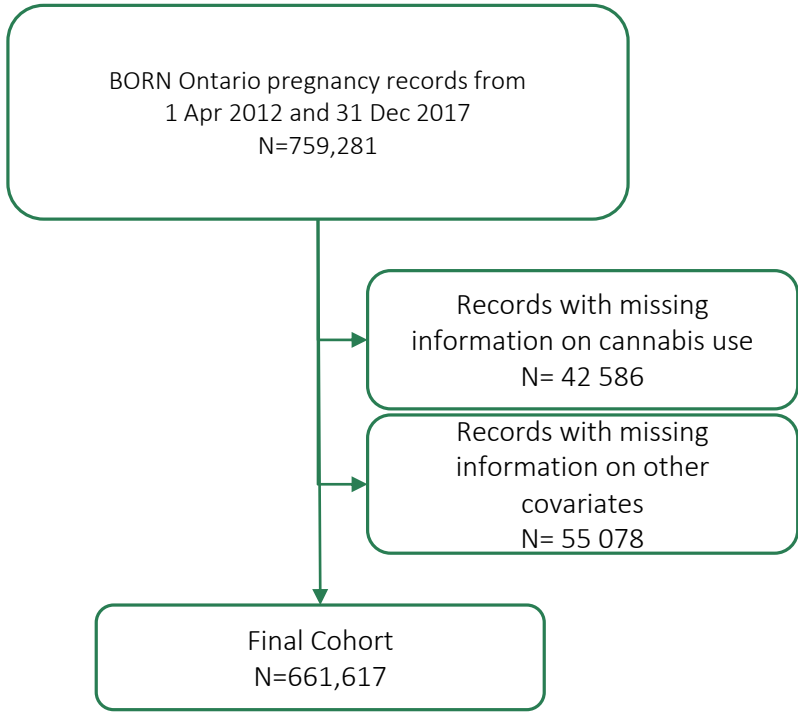 BORN Ontario pregnancy records from
1 Apr 2012 and 31 Dec 2017
N=759,281
Records with missing
information on cannabis use
N= 42 586
Records with missing
information on other
covariates
N= 55 078
Final Cohort
N=661,617